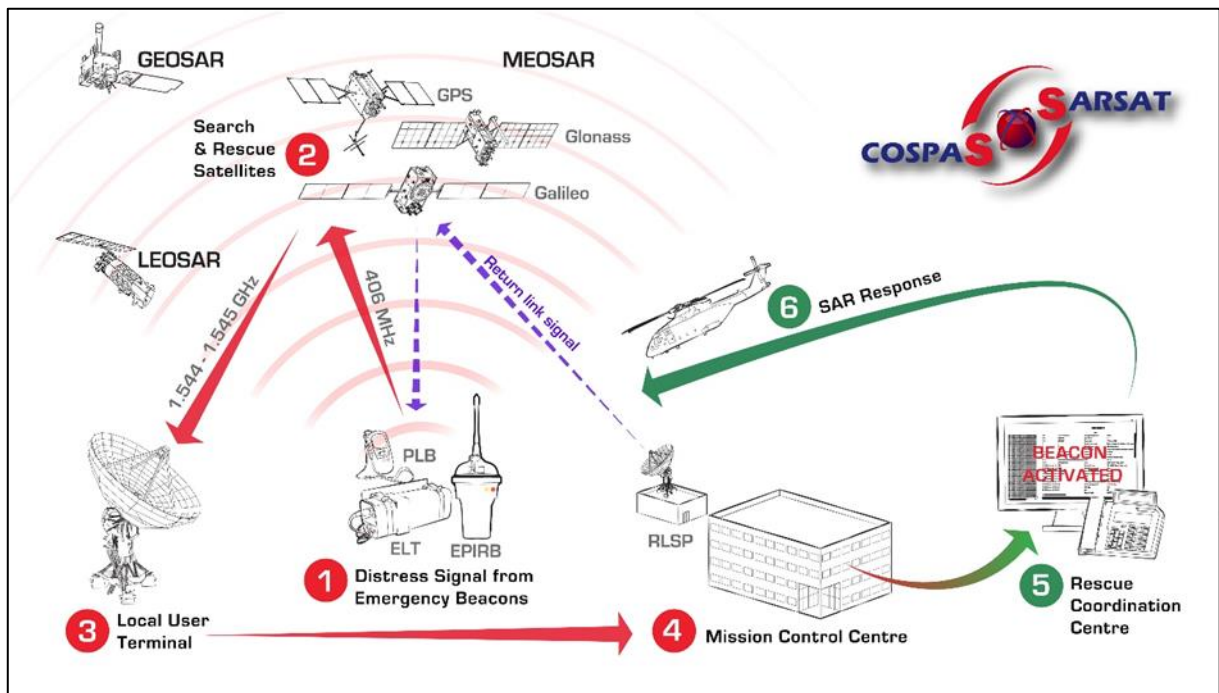 GEOSAR
MEOSAR
GPS
Search
& Rescue
Satellites
2
Glonass
Galileo
COSPAS
SARSAT
LEOSAR
1.544 - 1.545 GHz
406 MHz
Return link signal
6
SAR Response
PLB
ELT
EPIRB
RLSP
BEACON
ACTIVATED
1
Distress Signal from
Emergency Beacons
3
Local User
Terminal
4
Mission Control Centre
5
Rescue
Coordination
Centre